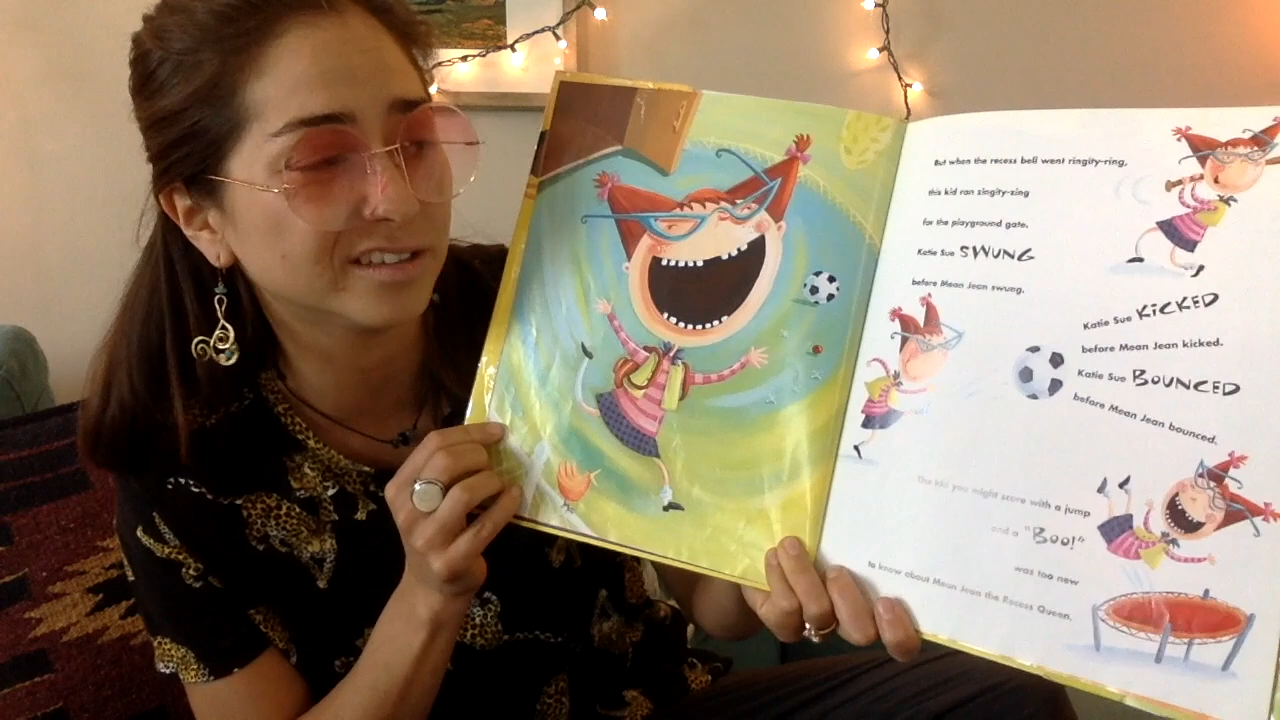 But when the recess bell went ringity-ring,
this kid ran zingity-zing
for the playground gate.
Katie Sue SWUNG
before Mean Jean swung.
Katie Sue KICKED
before Mean Jean kicked.
Katie Sue BOUNCED
before Mean Jean bounced.
The kid you might scare with a jump
and a "Boo!"
was too new
to know about Mean Jean the Recess Queen.